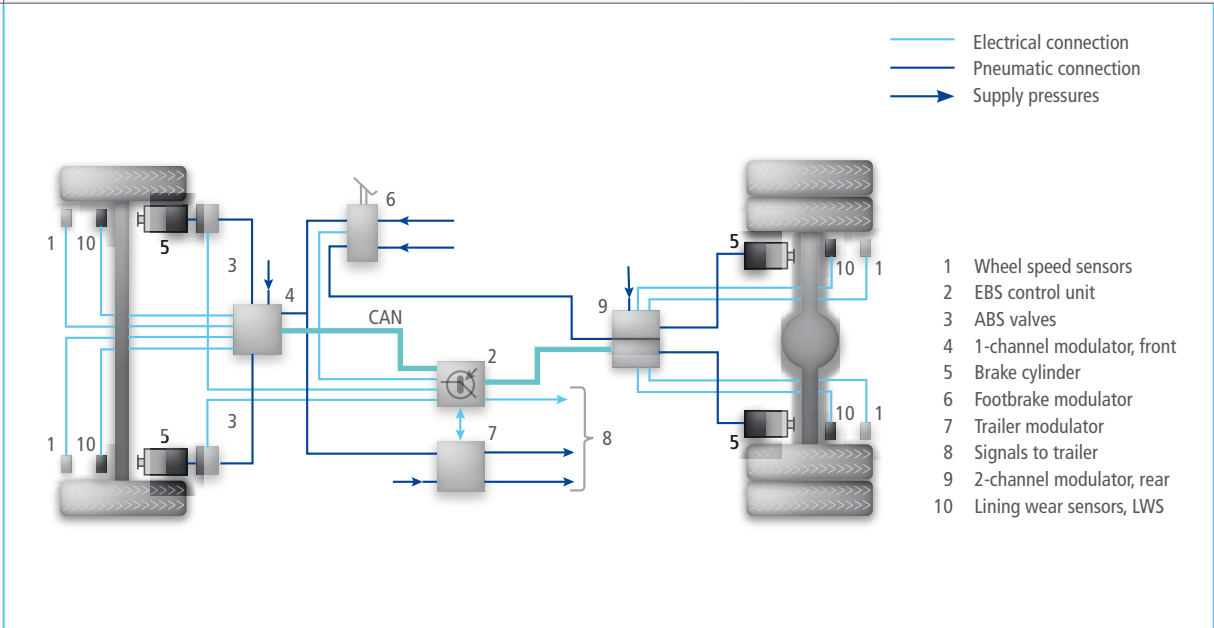 Electrical connection
Pneumatic connection
Supply pressures
6
1
10
5
3
4
CAN
2
3
5
1
10
7
8
5
10
1
9
10
1
5
1 Wheel speed sensors
2 EBS control unit
3 ABS valves
4 1-channel modulator, front
5 Brake cylinder
6 Footbrake modulator
7 Trailer modulator
8 Signals to trailer
9 2-channel modulator, rear
10 Lining wear sensors, LWS